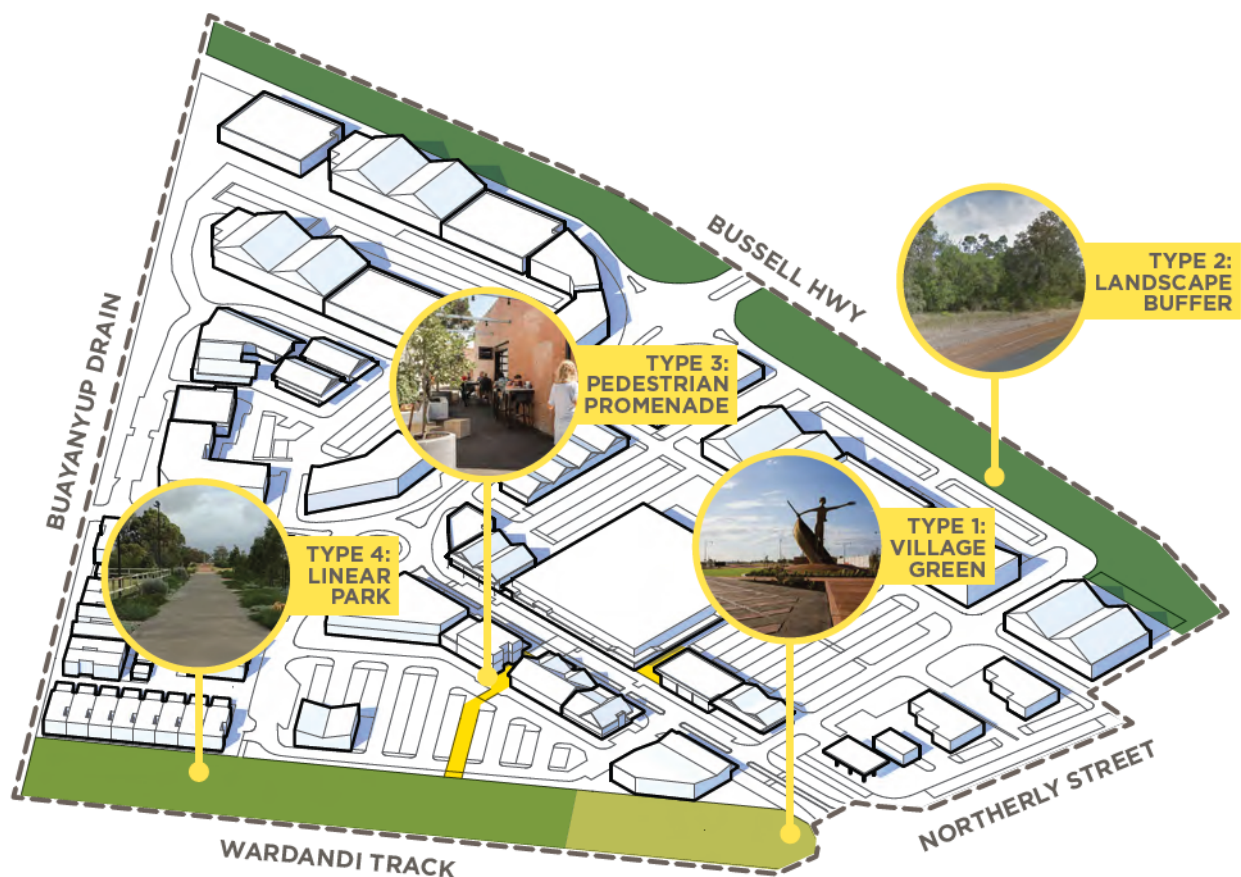 BUSSELL HWY
TYPE 2:
LANDSCAPE
BUFFER
BUAYANYUP DRAIN
TYPE 3:
PEDESTRIAN
PROMENADE
TYPE 1:
VILLAGE
GREEN
TYPE 4:
LINEAR
PARK
NORTHERLY STREET
WARDANDI TRACK